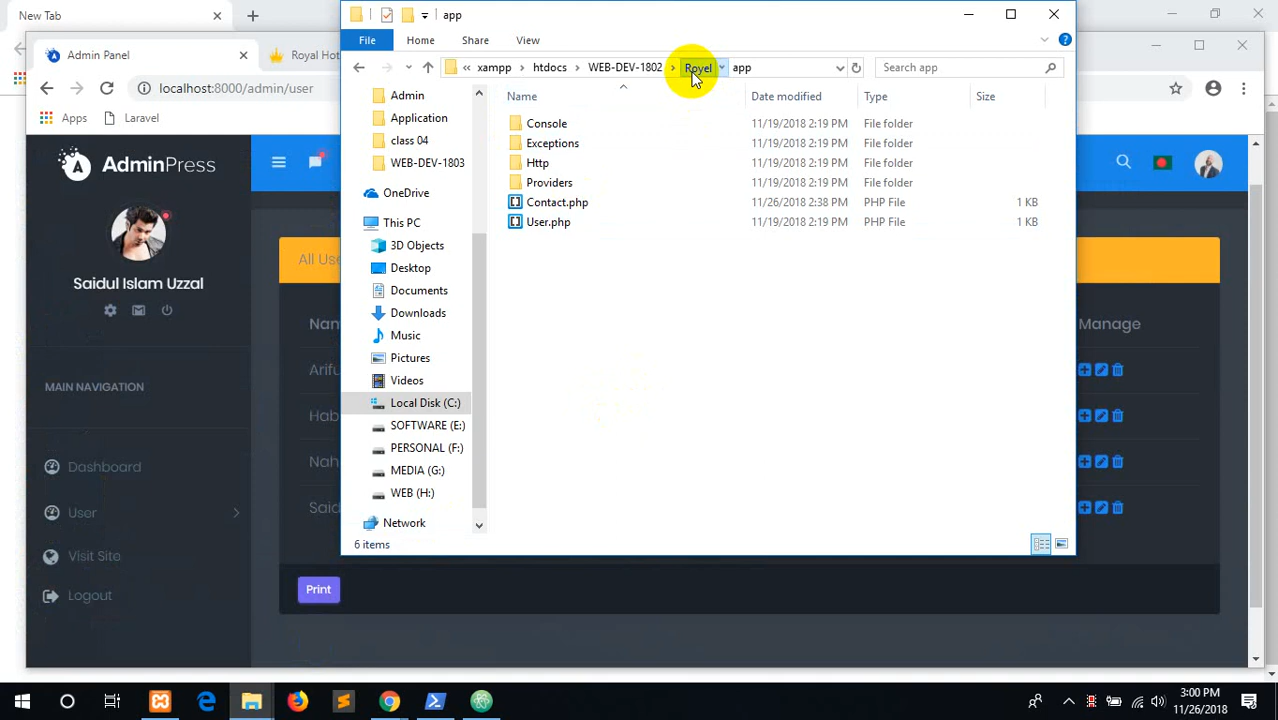 New Tab
app
Admin Panel
Royal Hot
File
Home
Share
View
xampp
htdocs
WEB-DEV-1802
Royel
app
Search app
localhost:8000/admin/user
Apps
Laravel
Name
Date modified
Type
Size
Admin
Application
class 04
WEB-DEV-1803
OneDrive
This PC
3D Objects
Desktop
Documents
Downloads
Music
Pictures
Videos
Local Disk (C:)
SOFTWARE (E:)
PERSONAL (F:)
MEDIA (G:)
WEB (H:)
Network
Console 11/19/2018 2:19 PM File folder
Exceptions 11/19/2018 2:19 PM File folder
Http 11/19/2018 2:19 PM File folder
Providers 11/19/2018 2:19 PM File folder
Contact.php 11/26/2018 2:38 PM PHP File 1 KB
User.php 11/19/2018 2:19 PM PHP File 1 KB
6 items
AdminPress
Saidul Islam Uzzal
MAIN NAVIGATION
Dashboard
User
Visit Site
Logout
All Use
Nam
Manage
Arifu
Hab
Nah
Said
Print
3:00 PM
11/26/2018